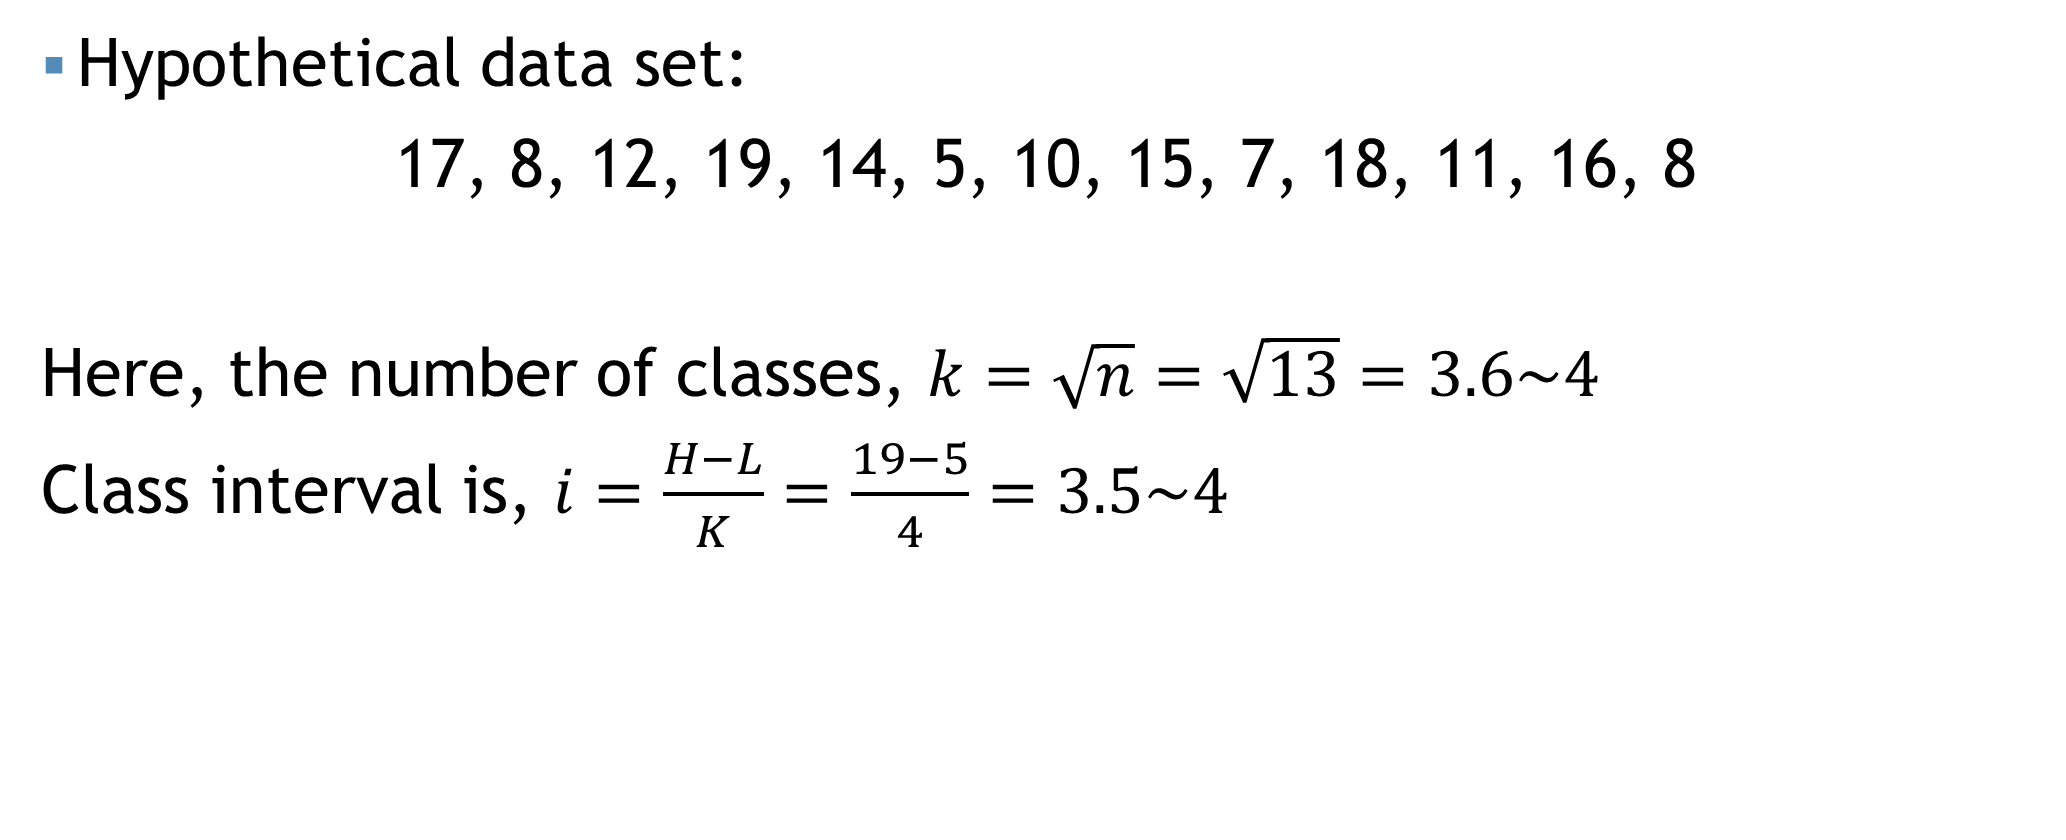 ▪ Hypothetical data set:
17, 8, 12, 19, 14, 5, 10, 15, 7, 18, 11, 16, 8
Here, the number of classes, k = √n = √13 = 3.6~4
Class interval is, i = (H−L)/K = (19−5)/4 = 3.5~4